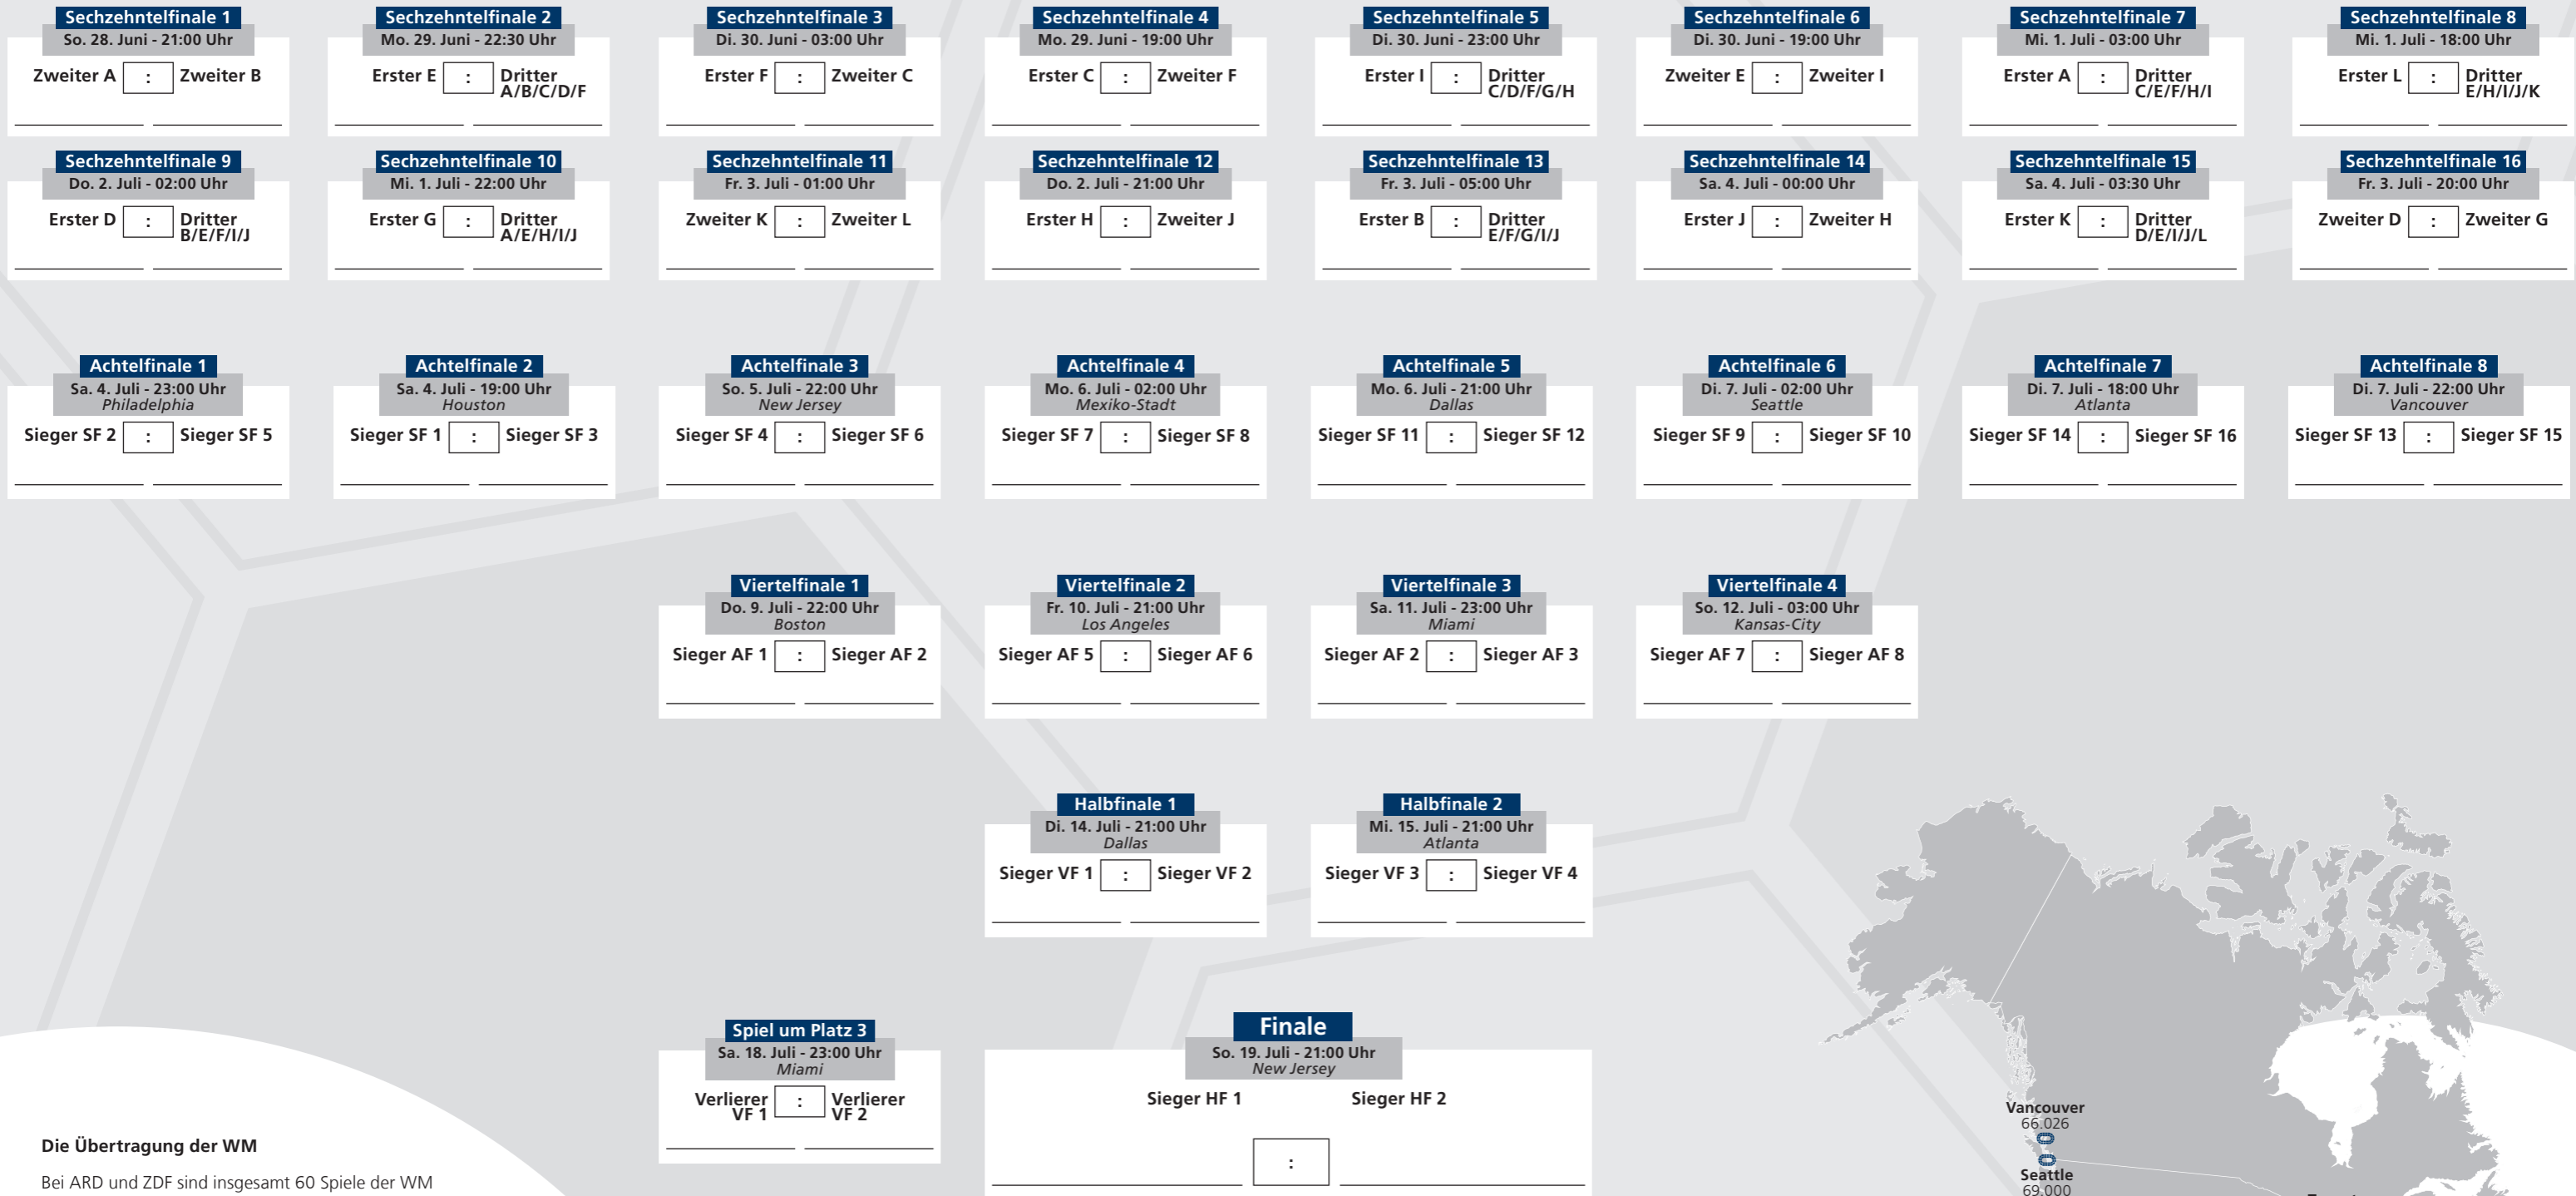 Sechzehntelfinale 1
So. 28. Juni - 21:00 Uhr
Zweiter A : Zweiter B
Sechzehntelfinale 2
Mo. 29. Juni - 22:30 Uhr
Erster E : Dritter
A/B/C/D/F
Sechzehntelfinale 3
Di. 30. Juni - 03:00 Uhr
Erster F : Zweiter C
Sechzehntelfinale 4
Mo. 29. Juni - 19:00 Uhr
Erster C : Zweiter F
Sechzehntelfinale 5
Di. 30. Juni - 23:00 Uhr
Erster I : Dritter
C/D/F/G/H
Sechzehntelfinale 6
Di. 30. Juni - 19:00 Uhr
Zweiter E : Zweiter I
Sechzehntelfinale 7
Mi. 1. Juli - 03:00 Uhr
Erster A : Dritter
C/E/F/H/I
Sechzehntelfinale 8
Mi. 1. Juli - 18:00 Uhr
Erster L : Dritter
E/H/I/J/K
Sechzehntelfinale 9
Do. 2. Juli - 02:00 Uhr
Erster D : Dritter
B/E/F/I/J
Sechzehntelfinale 10
Mi. 1. Juli - 22:00 Uhr
Erster G : Dritter
A/E/H/I/J
Sechzehntelfinale 11
Fr. 3. Juli - 01:00 Uhr
Zweiter K : Zweiter L
Sechzehntelfinale 12
Do. 2. Juli - 21:00 Uhr
Erster H : Zweiter J
Sechzehntelfinale 13
Fr. 3. Juli - 05:00 Uhr
Erster B : Dritter
E/F/G/I/J
Sechzehntelfinale 14
Sa. 4. Juli - 00:00 Uhr
Erster J : Zweiter H
Sechzehntelfinale 15
Sa. 4. Juli - 03:30 Uhr
Erster K : Dritter
D/E/I/J/L
Sechzehntelfinale 16
Fr. 3. Juli - 20:00 Uhr
Zweiter D : Zweiter G
Achtelfinale 1
Sa. 4. Juli - 23:00 Uhr
Philadelphia
Sieger SF 2 : Sieger SF 5
Achtelfinale 2
Sa. 4. Juli - 19:00 Uhr
Houston
Sieger SF 1 : Sieger SF 3
Achtelfinale 3
So. 5. Juli - 22:00 Uhr
New Jersey
Sieger SF 4 : Sieger SF 6
Achtelfinale 4
Mo. 6. Juli - 02:00 Uhr
Mexiko-Stadt
Sieger SF 7 : Sieger SF 8
Achtelfinale 5
Mo. 6. Juli - 21:00 Uhr
Dallas
Sieger SF 11 : Sieger SF 12
Achtelfinale 6
Di. 7. Juli - 02:00 Uhr
Seattle
Sieger SF 9 : Sieger SF 10
Achtelfinale 7
Di. 7. Juli - 18:00 Uhr
Atlanta
Sieger SF 14 : Sieger SF 16
Achtelfinale 8
Di. 7. Juli - 22:00 Uhr
Vancouver
Sieger SF 13 : Sieger SF 15
Viertelfinale 1
Do. 9. Juli - 22:00 Uhr
Boston
Sieger AF 1 : Sieger AF 2
Viertelfinale 2
Fr. 10. Juli - 21:00 Uhr
Los Angeles
Sieger AF 5 : Sieger AF 6
Viertelfinale 3
Sa. 11. Juli - 23:00 Uhr
Miami
Sieger AF 2 : Sieger AF 3
Viertelfinale 4
So. 12. Juli - 03:00 Uhr
Kansas-City
Sieger AF 7 : Sieger AF 8
Halbfinale 1
Di. 14. Juli - 21:00 Uhr
Dallas
Sieger VF 1 : Sieger VF 2
Halbfinale 2
Mi. 15. Juli - 21:00 Uhr
Atlanta
Sieger VF 3 : Sieger VF 4
Spiel um Platz 3
Sa. 18. Juli - 23:00 Uhr
Miami
Verlierer : Verlierer
VF 1 VF 2
Finale
So. 19. Juli - 21:00 Uhr
New Jersey
Sieger HF 1 Sieger HF 2
:
Die Übertragung der WM
Bei ARD und ZDF sind insgesamt 60 Spiele der WM
Vancouver
66.026
Seattle
69.000